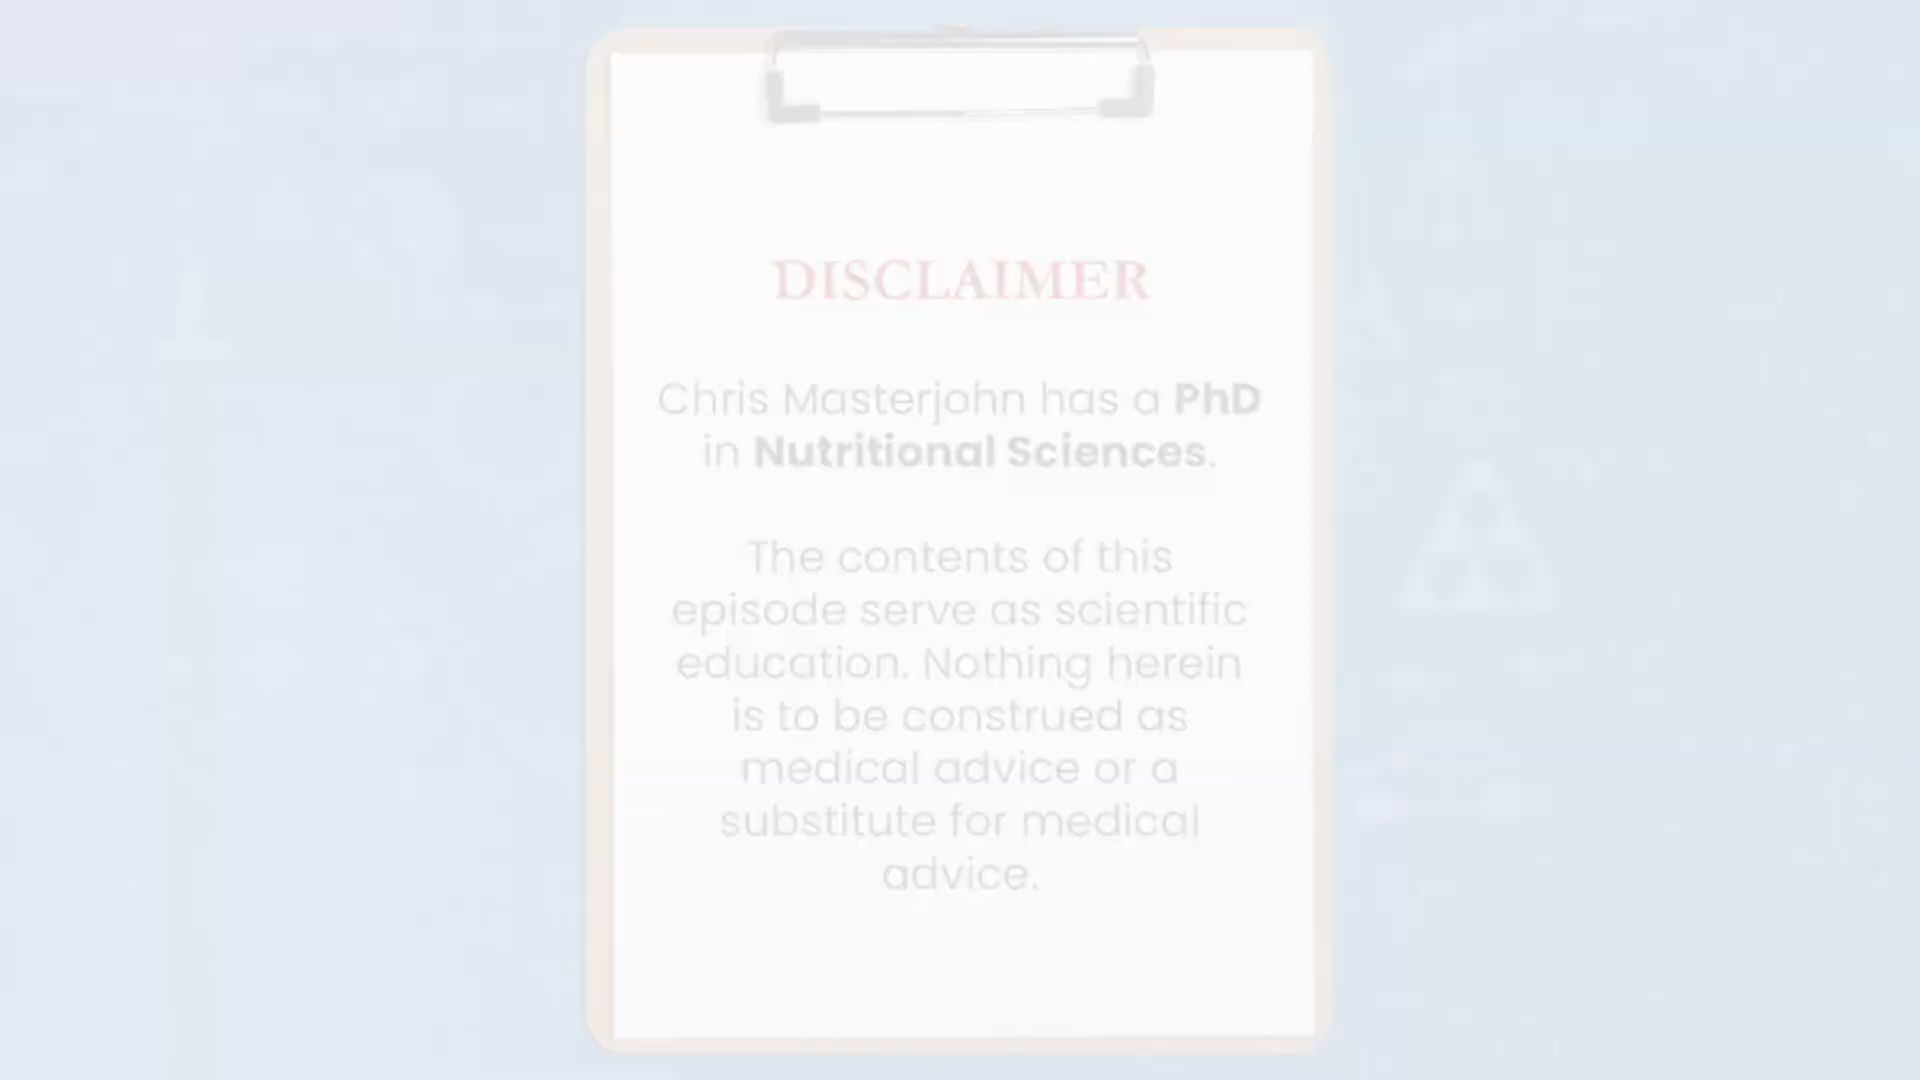 DISCLAIMER
Chris Masterjohn has a PhD
in Nutritional Sciences.
The contents of this
episode serve as scientific
education. Nothing herein
is to be construed as
medical advice or a
substitute for medical
advice.